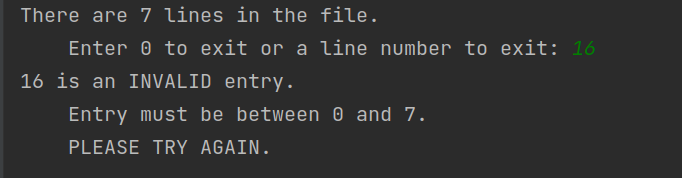 There are 7 lines in the file.
Enter 0 to exit or a line number to exit: 16
16 is an INVALID entry.
Entry must be between 0 and 7.
PLEASE TRY AGAIN.